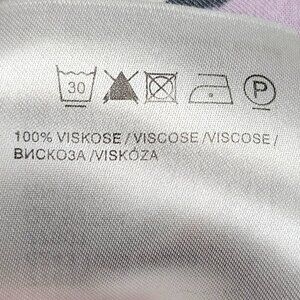 30 P
100% VISKOSE / VISCOSE /VISCOSE /
ВИСКОЗА /VISKÓZA